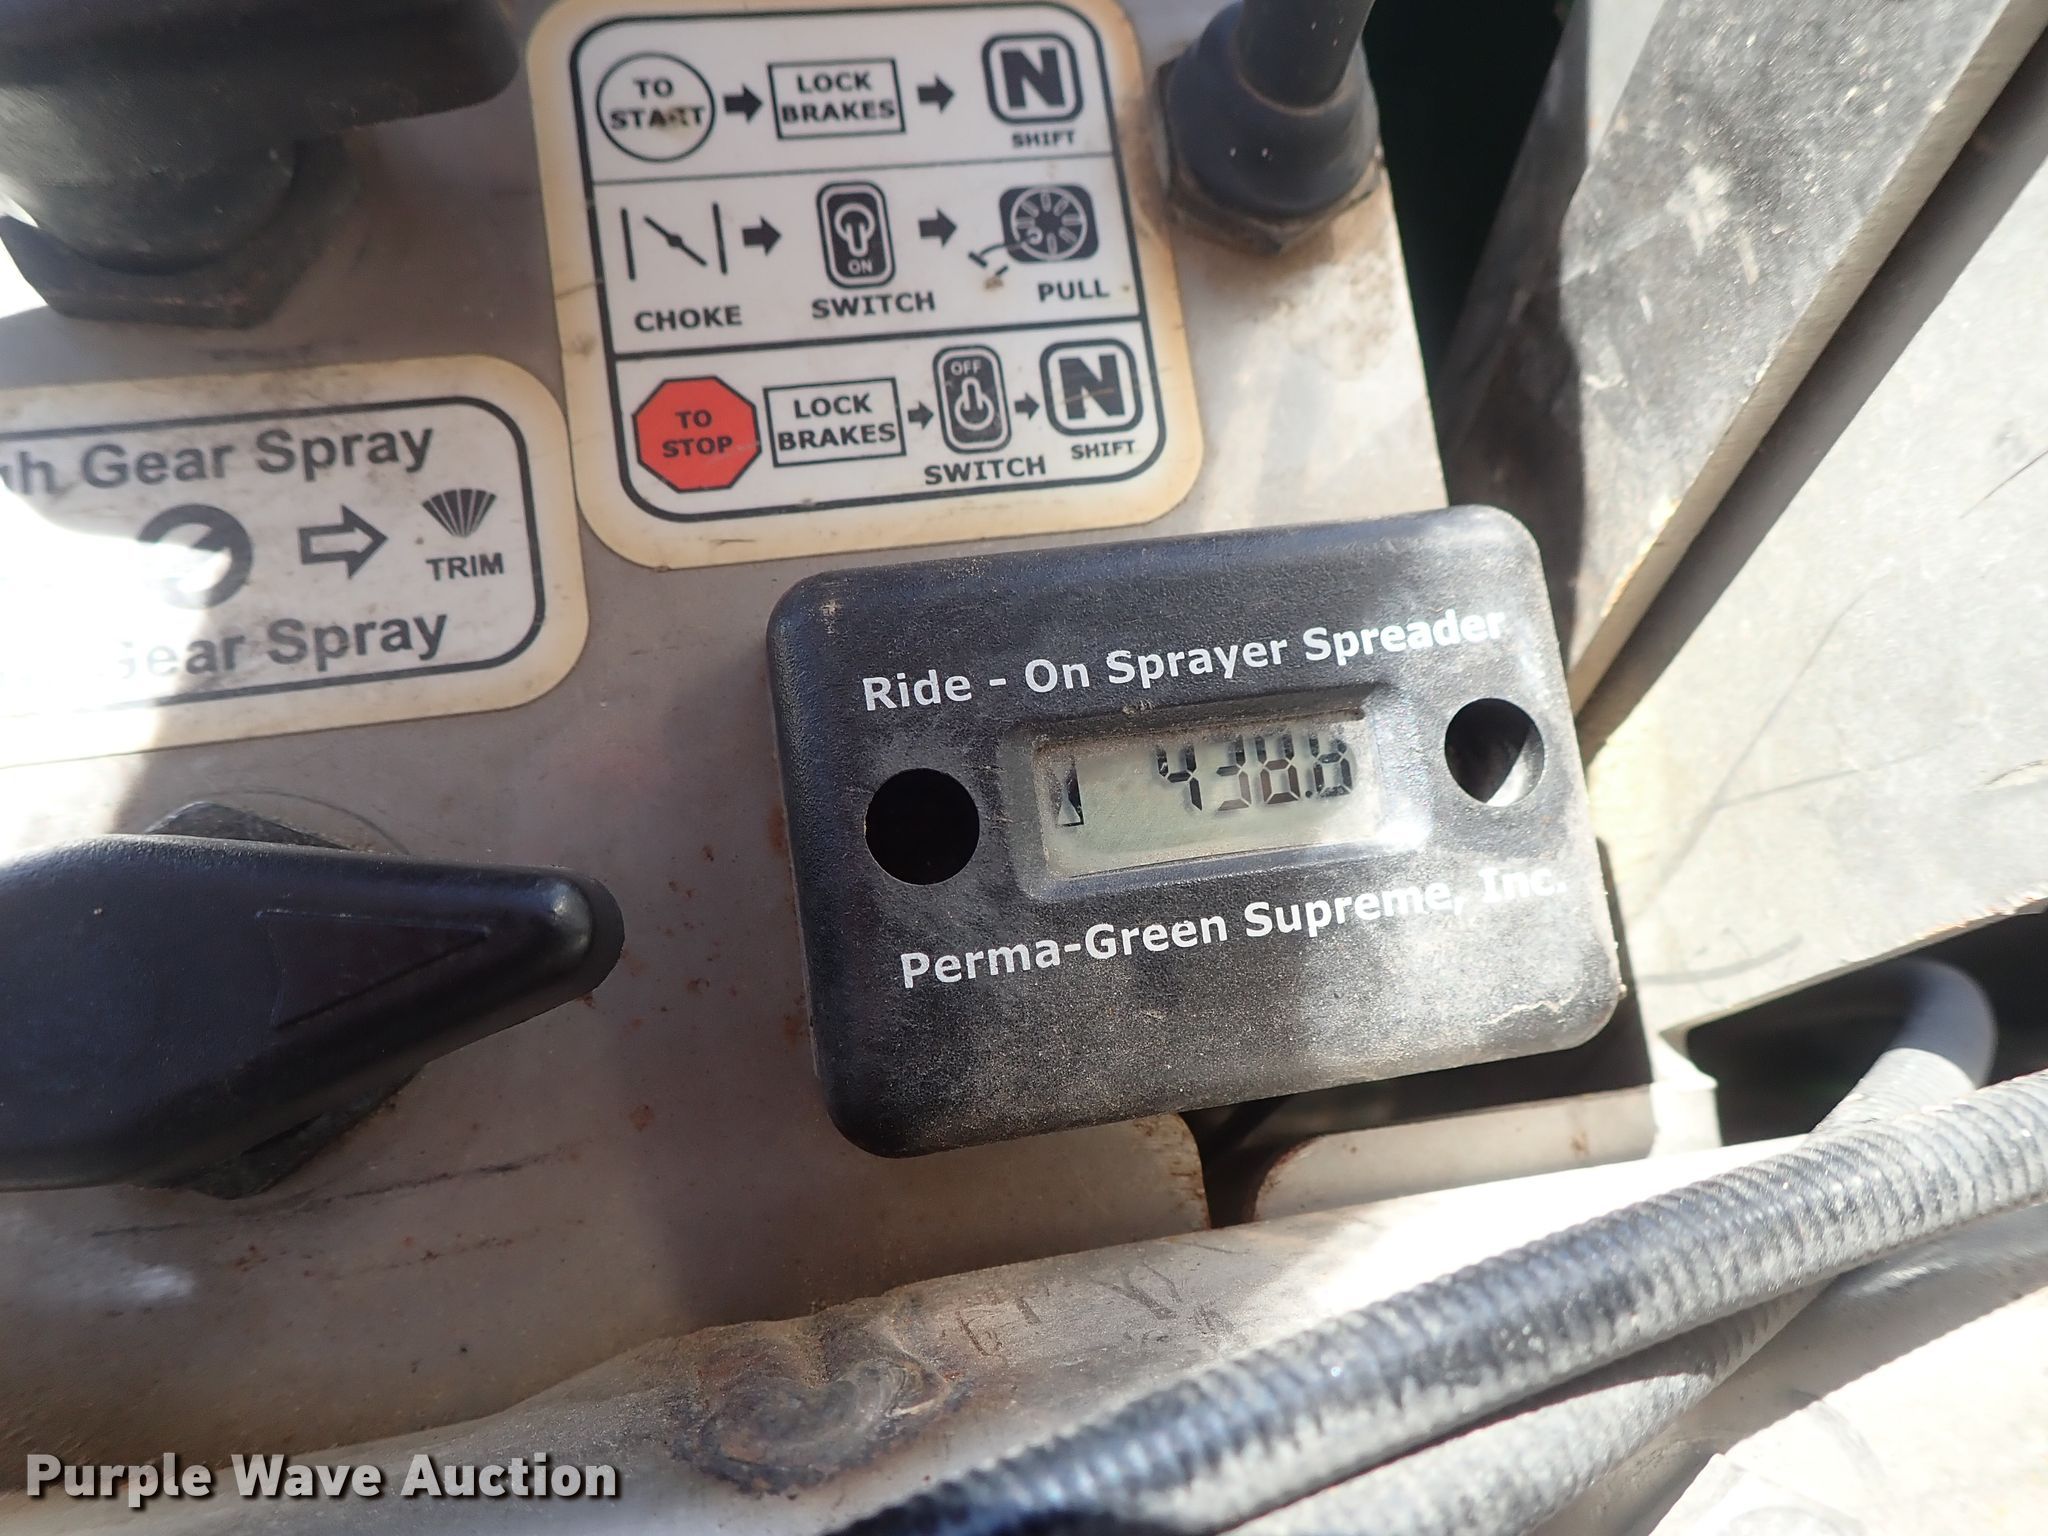 TO START
LOCK BRAKES
N
SHIFT
CHOKE
ON
SWITCH
PULL
TO STOP
LOCK BRAKES
OFF
SWITCH
N
SHIFT
Gear Spray
TRIM
Gear Spray
Ride - On Sprayer Spreader
Perma-Green Supreme, Inc.
Purple Wave Auction